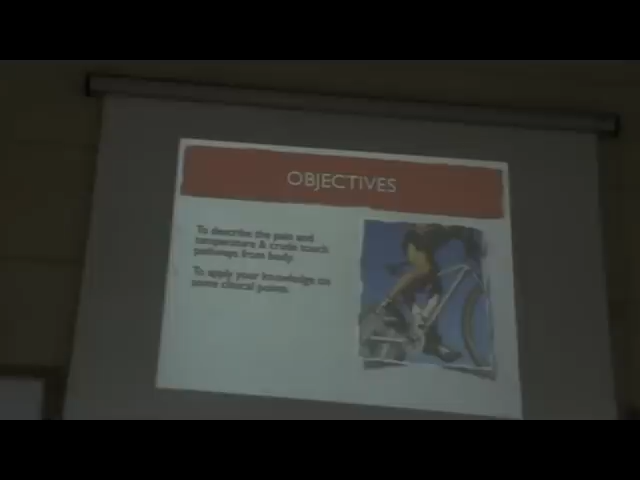 OBJECTIVES
To describe the pain and
temperature & crude touch
pathways from body.
To apply your knowledge on
some clinical points.